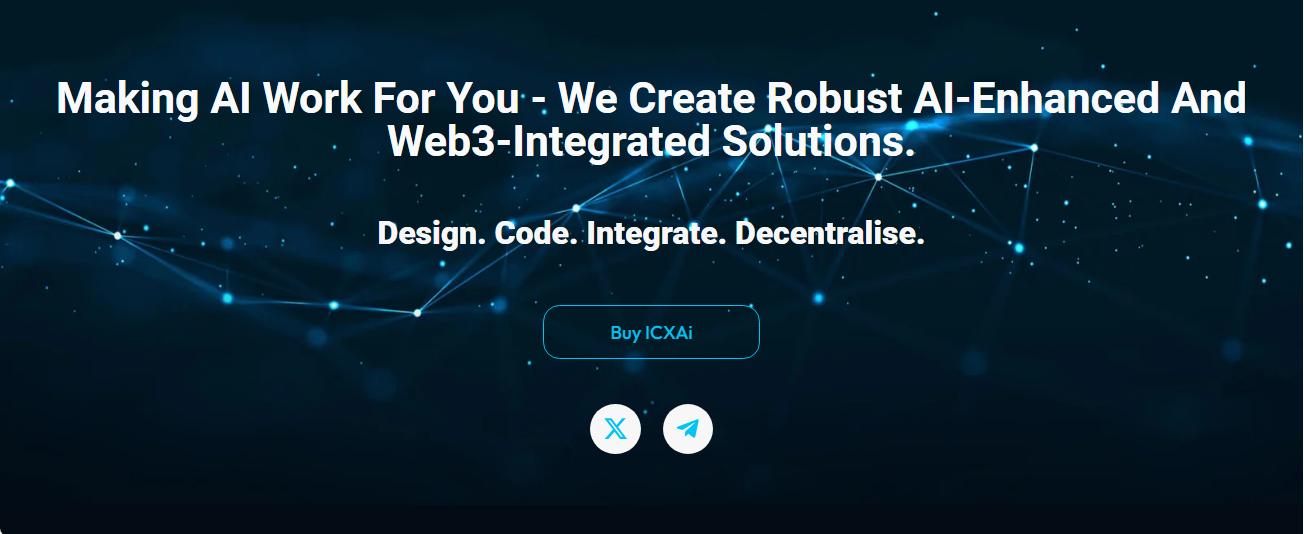 Making AI Work For You - We Create Robust AI-Enhanced And
Web3-Integrated Solutions.
Design. Code. Integrate. Decentralise.
Buy ICXAi